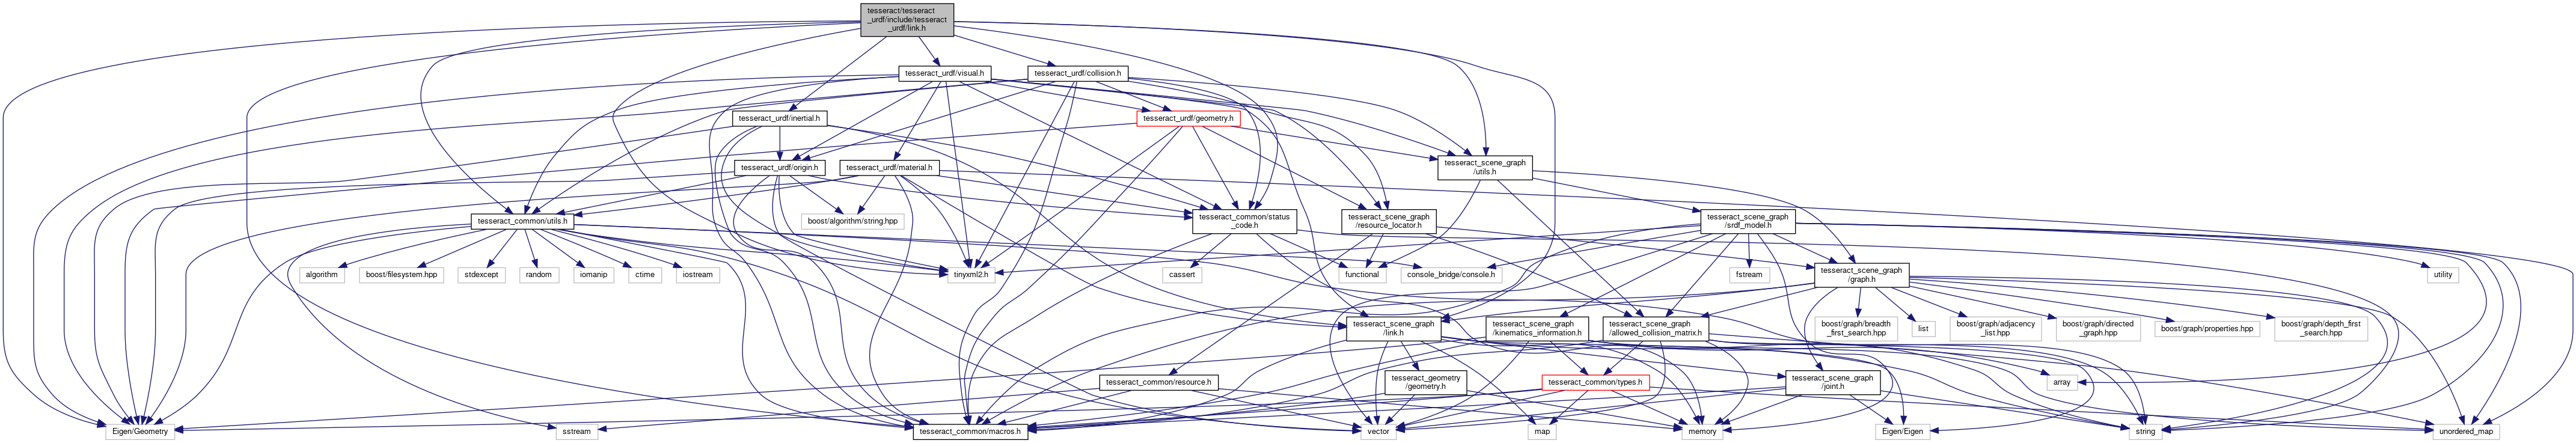 tesseract/tesseract
_urdf/include/tesseract
_urdf/link.h
tesseract_urdf/visual.h
tesseract_urdf/collision.h
tesseract_urdf/inertial.h
tesseract_urdf/geometry.h
tesseract_urdf/origin.h
tesseract_urdf/material.h
tesseract_scene_graph
/utils.h
tesseract_common/utils.h
boost/algorithm/string.hpp
tesseract_common/status
_code.h
tesseract_scene_graph
/resource_locator.h
tesseract_scene_graph
/srdf_model.h
algorithm
boost/filesystem.hpp
stdexcept
random
iomanip
ctime
iostream
tinyxml2.h
cassert
functional
console_bridge/console.h
fstream
tesseract_scene_graph
/graph.h
utility
tesseract_scene_graph
/link.h
tesseract_scene_graph
/kinematics_information.h
tesseract_scene_graph
/allowed_collision_matrix.h
boost/graph/breadth
_first_search.hpp
list
boost/graph/adjacency
_list.hpp
boost/graph/directed
_graph.hpp
boost/graph/properties.hpp
boost/graph/depth_first
_search.hpp
tesseract_common/resource.h
tesseract_geometry
/geometry.h
tesseract_common/types.h
tesseract_scene_graph
/joint.h
array
Eigen/Geometry
sstream
tesseract_common/macros.h
vector
map
memory
Eigen/Eigen
string
unordered_map